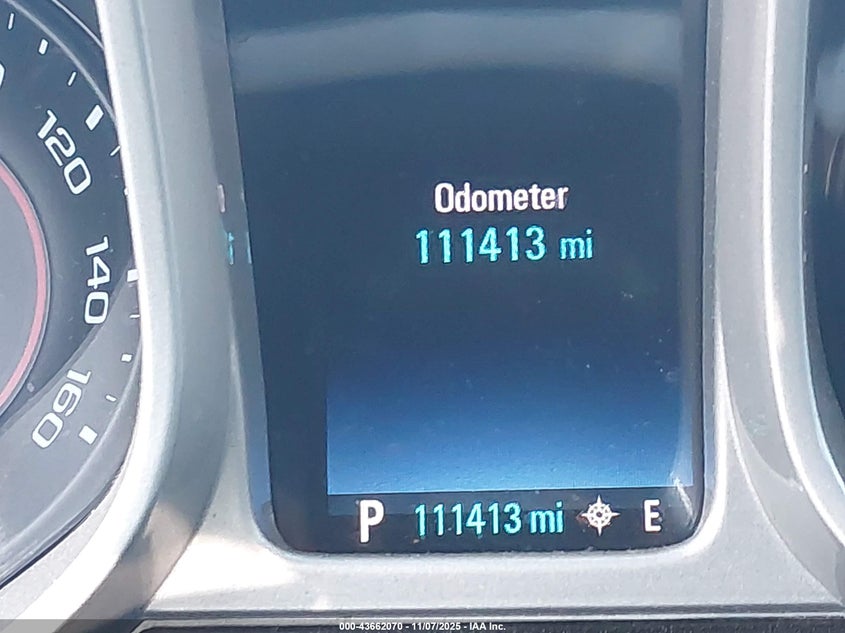 120
140
160
Odometer
111413 mi
P 111413 mi E
000-43662070 - 11/07/2025 - IAA Inc.